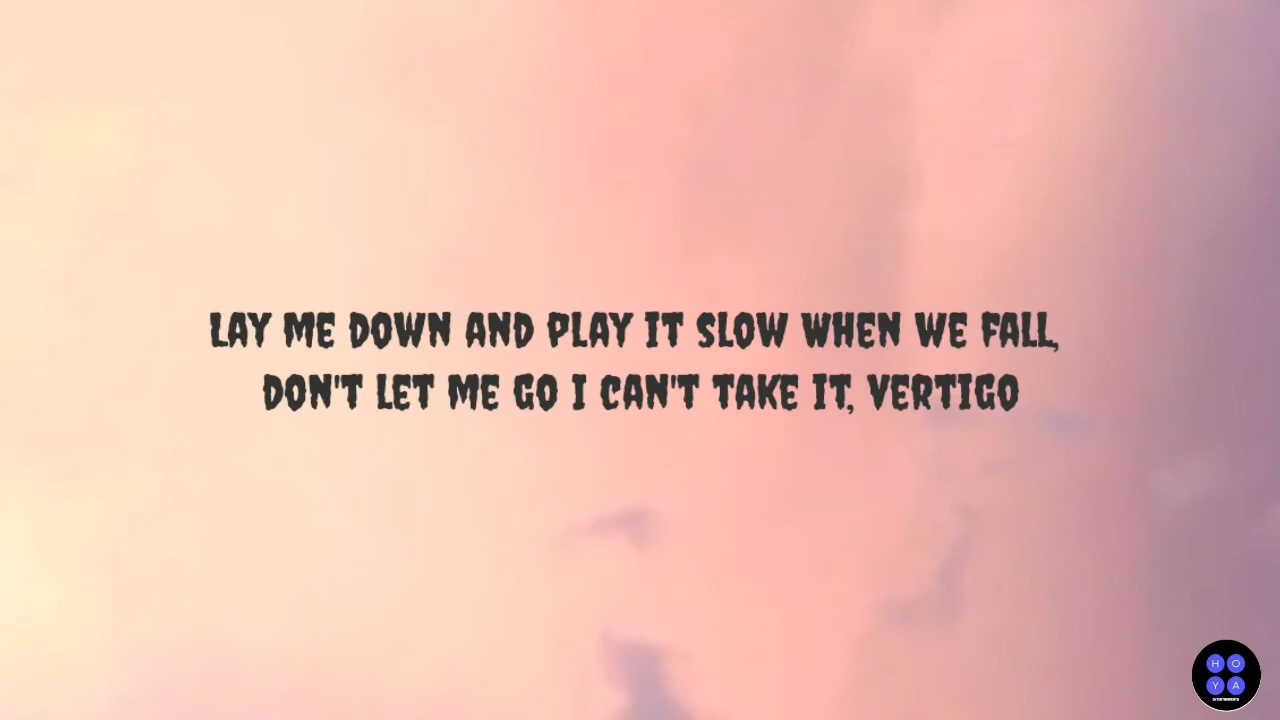 LAY ME DOWN AND PLAY IT SLOW WHEN WE FALL,
DON'T LET ME GO I CAN'T TAKE IT, VERTIGO
H O
Y A